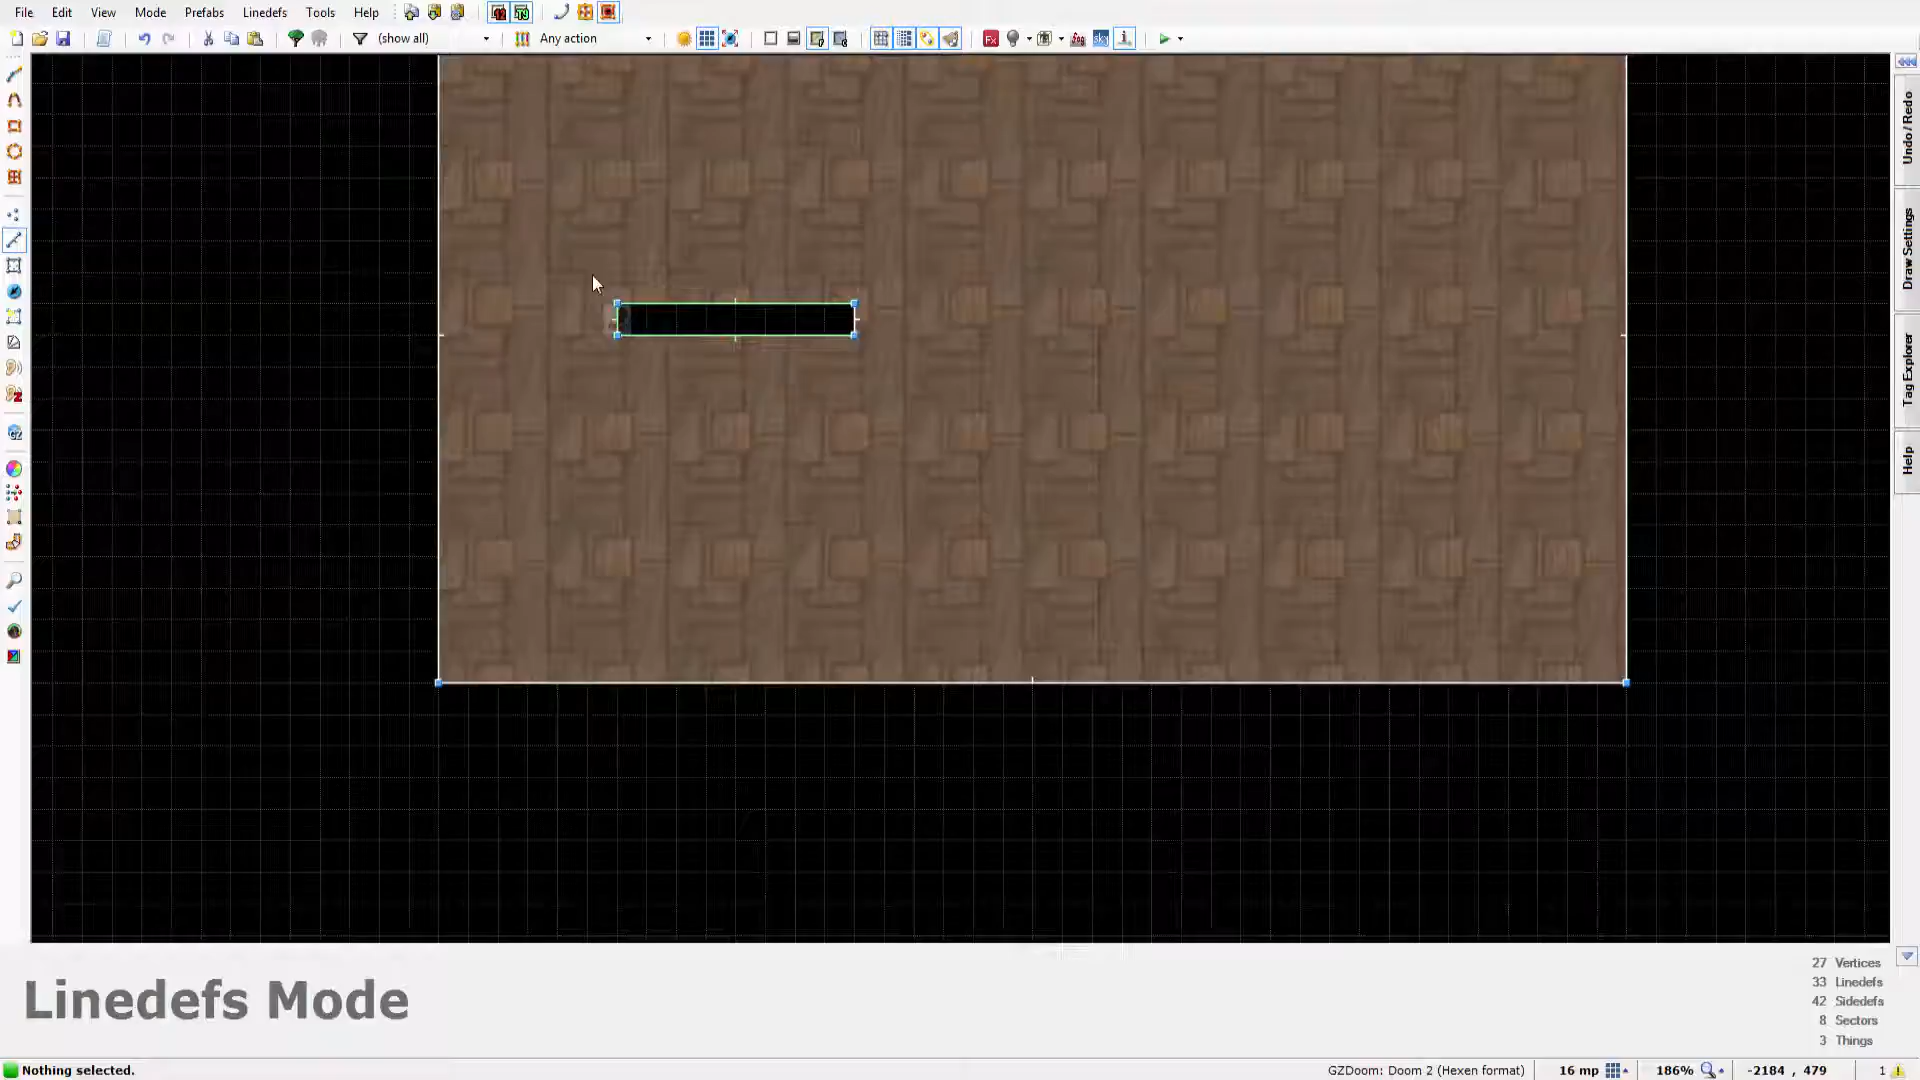 File Edit View Mode Prefabs Linedefs Tools Help
(show all) Any action
Undo / Redo
Draw Settings
Tag Explorer
Help
Linedefs Mode
27 Vertices
33 Linedefs
42 Sidedefs
8 Sectors
3 Things
Nothing selected. GZDoom: Doom 2 (Hexen format) 16 mp 186% -2184 , 479 1